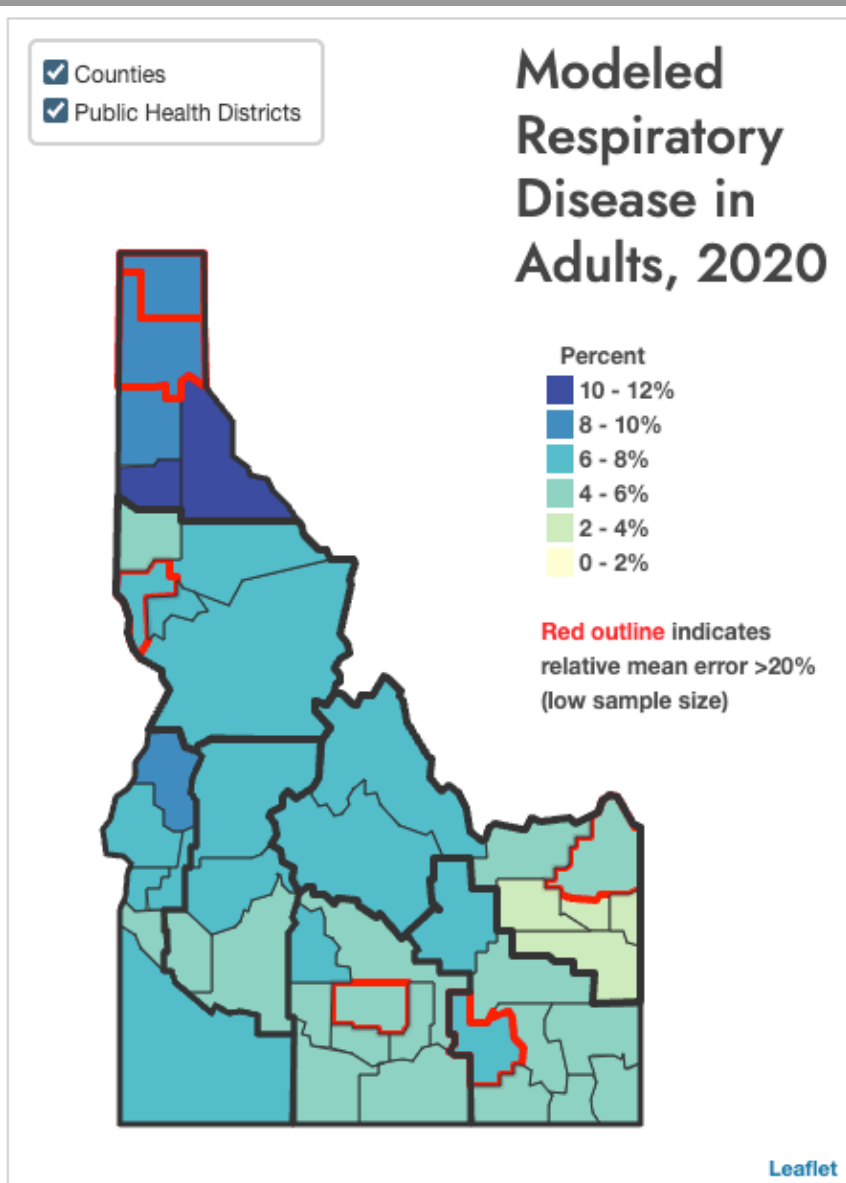 Counties
Public Health Districts
Modeled
Respiratory
Disease in
Adults, 2020
Percent
10 - 12%
8 - 10%
6 - 8%
4 - 6%
2 - 4%
0 - 2%
Red outline indicates
relative mean error >20%
(low sample size)
Leaflet